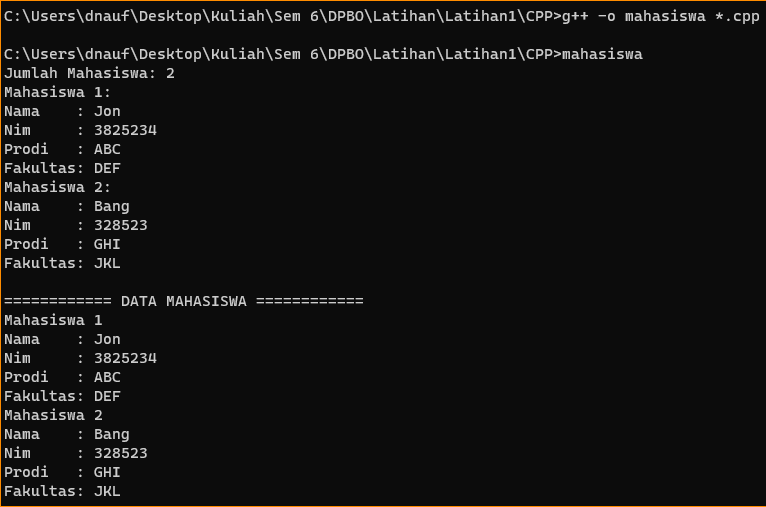 C:\Users\dnauf\Desktop\Kuliah\Sem 6\DPBO\Latihan\Latihan1\CPP>g++ -o mahasiswa *.cpp
C:\Users\dnauf\Desktop\Kuliah\Sem 6\DPBO\Latihan\Latihan1\CPP>mahasiswa
Jumlah Mahasiswa: 2
Mahasiswa 1:
Nama    : Jon
Nim     : 3825234
Prodi   : ABC
Fakultas: DEF
Mahasiswa 2:
Nama    : Bang
Nim     : 328523
Prodi   : GHI
Fakultas: JKL
============ DATA MAHASISWA ============
Mahasiswa 1
Nama    : Jon
Nim     : 3825234
Prodi   : ABC
Fakultas: DEF
Mahasiswa 2
Nama    : Bang
Nim     : 328523
Prodi   : GHI
Fakultas: JKL